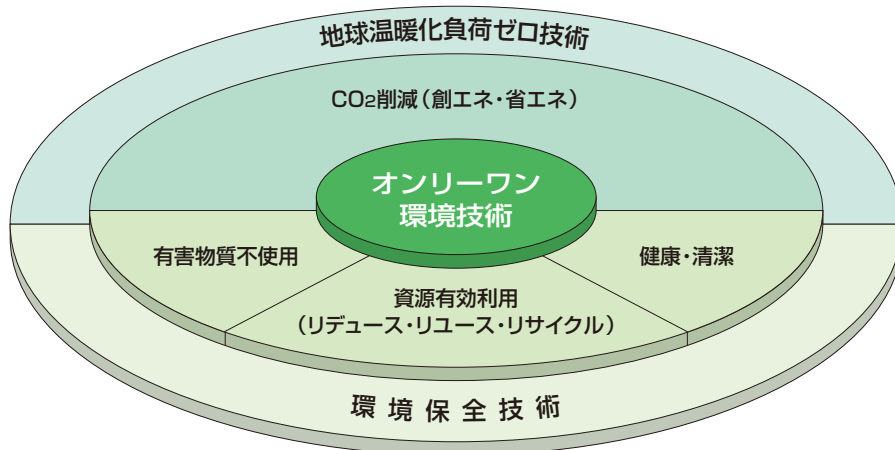 地球温暖化負荷ゼロ技術
CO₂削減(創エネ・省エネ)
オンリーワン
環境技術
有害物質不使用
健康・清潔
資源有効利用
(リデュース・リユース・リサイクル)
環境保全技術